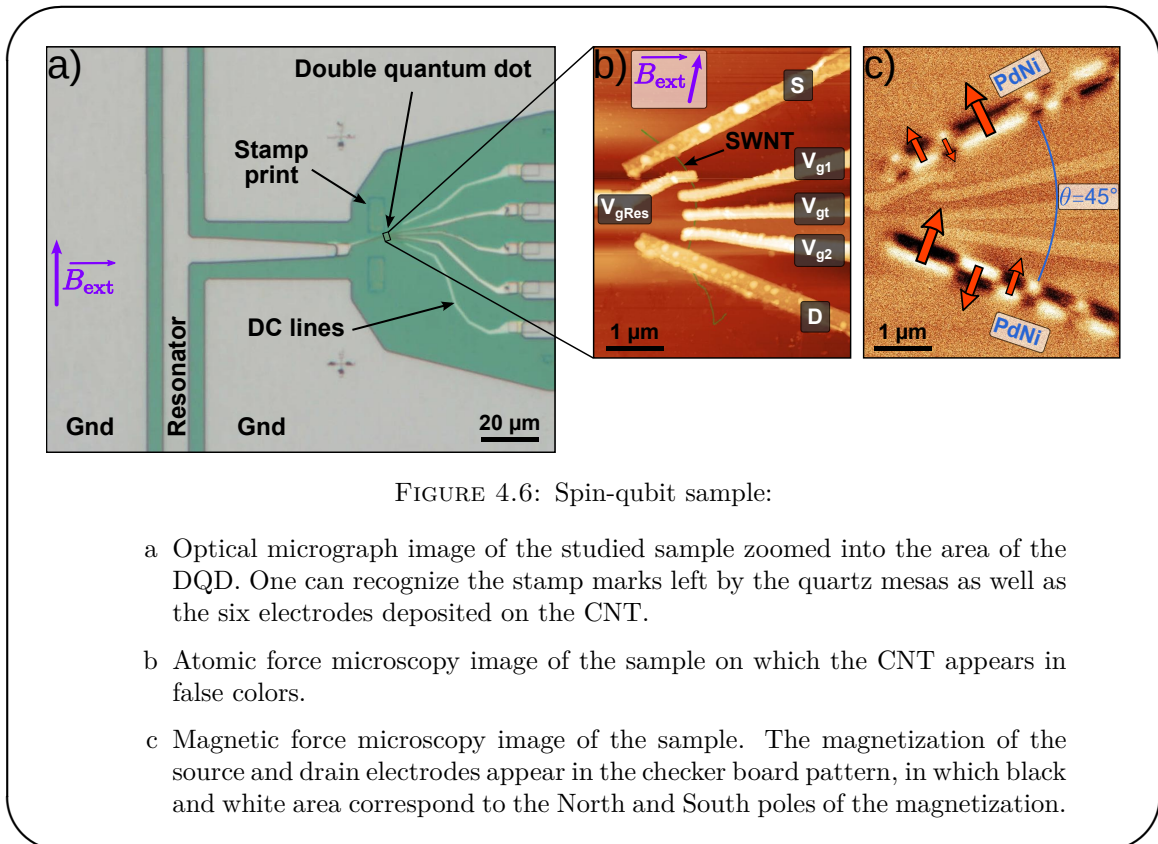 a)
Double quantum dot
Stamp
print
B_ext
DC lines
Resonator
Gnd
Gnd
20 µm
b)
B_ext
S
SWNT
V_g1
V_gRes
V_gt
V_g2
D
1 µm
c)
PdNi
θ=45°
PdNi
1 µm
FIGURE 4.6: Spin-qubit sample:
a Optical micrograph image of the studied sample zoomed into the area of the
DQD. One can recognize the stamp marks left by the quartz mesas as well as
the six electrodes deposited on the CNT.
b Atomic force microscopy image of the sample on which the CNT appears in
false colors.
c Magnetic force microscopy image of the sample. The magnetization of the
source and drain electrodes appear in the checker board pattern, in which black
and white area correspond to the North and South poles of the magnetization.